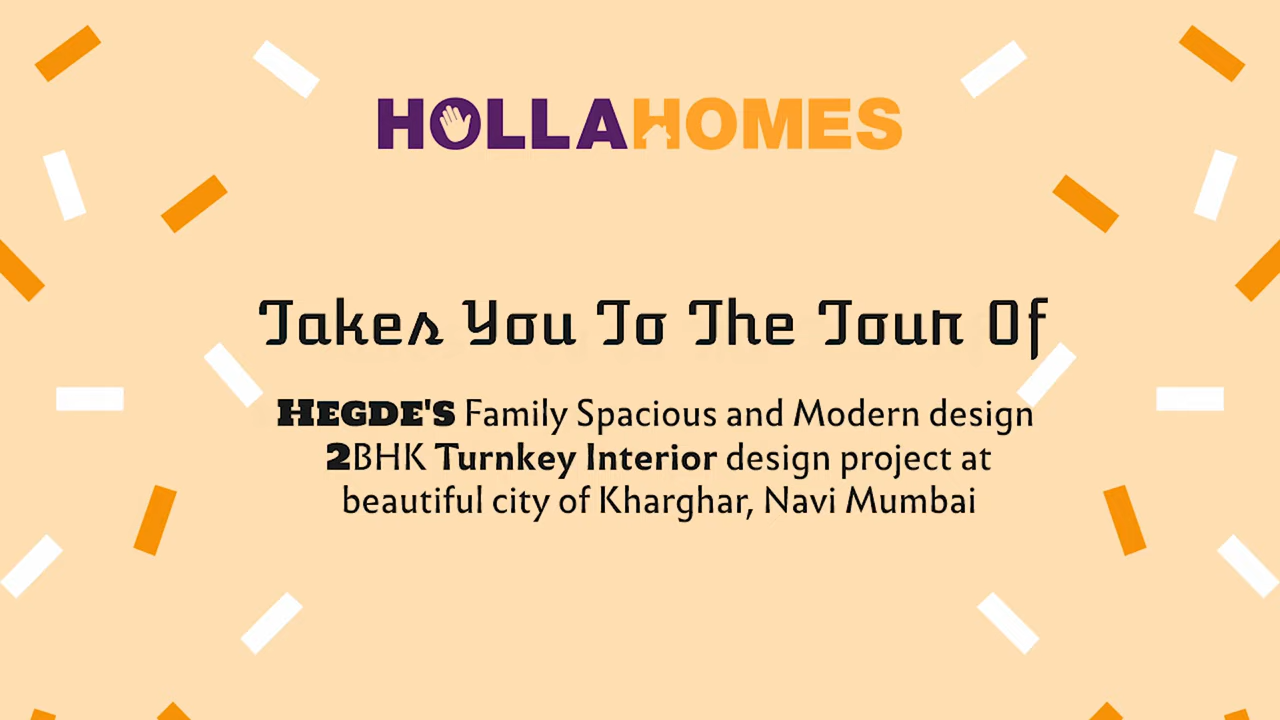 HOLLAHOMES
Takes You To The Tour Of
HEGDE'S Family Spacious and Modern design
2BHK Turnkey Interior design project at
beautiful city of Kharghar, Navi Mumbai